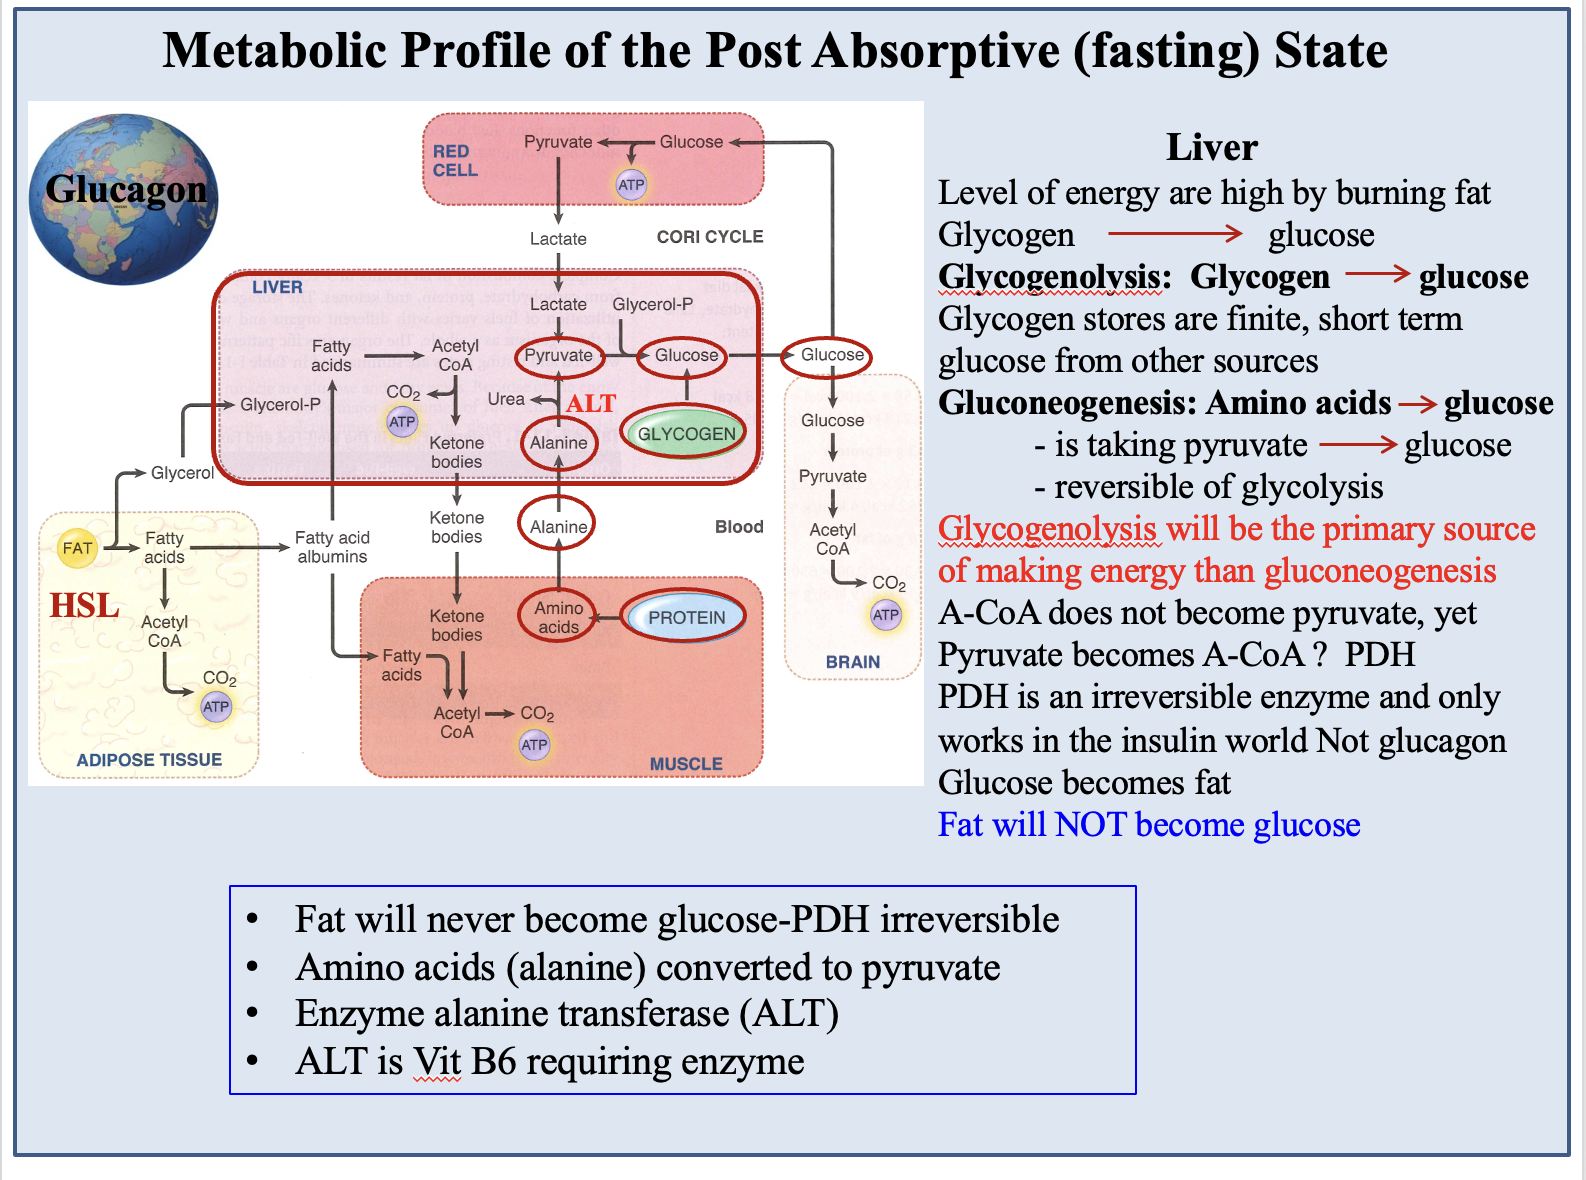 Metabolic Profile of the Post Absorptive (fasting) State
Glucagon
RED
CELL
Pyruvate
Glucose
ATP
Lactate
CORI CYCLE
LIVER
Lactate
Glycerol-P
Fatty
acids
Acetyl
CoA
Pyruvate
Glucose
Glucose
CO2
ATP
Urea
ALT
Glycerol-P
Ketone
bodies
Alanine
GLYCOGEN
Glucose
Glycerol
Pyruvate
Ketone
bodies
Alanine
Blood
Acetyl
CoA
FAT
Fatty
acids
Fatty acid
albumins
CO2
ATP
HSL
Acetyl
CoA
Ketone
bodies
Amino
acids
PROTEIN
BRAIN
Fatty
acids
CO2
ATP
Acetyl
CoA
CO2
ATP
ADIPOSE TISSUE
MUSCLE
Liver
Level of energy are high by burning fat
Glycogen → glucose
Glycogenolysis: Glycogen → glucose
Glycogen stores are finite, short term
glucose from other sources
Gluconeogenesis: Amino acids → glucose
- is taking pyruvate → glucose
- reversible of glycolysis
Glycogenolysis will be the primary source
of making energy than gluconeogenesis
A-CoA does not become pyruvate, yet
Pyruvate becomes A-CoA ? PDH
PDH is an irreversible enzyme and only
works in the insulin world Not glucagon
Glucose becomes fat
Fat will NOT become glucose
• Fat will never become glucose-PDH irreversible
• Amino acids (alanine) converted to pyruvate
• Enzyme alanine transferase (ALT)
• ALT is Vit B6 requiring enzyme